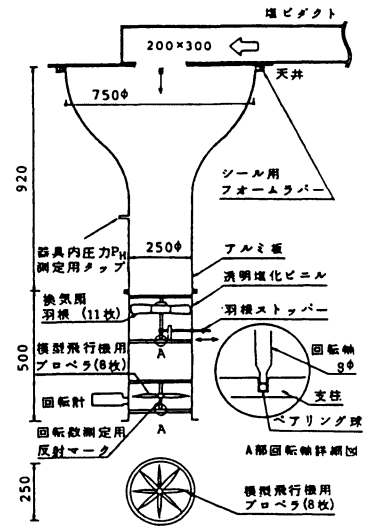 塩ビダクト
200×300
天井
750φ
920
シール用
フォームラバー
器具内圧力PH
測定用タップ
250φ
アルミ板
透明塩化ビニル
換気扇
羽根(11枚)
羽根ストッパー
A
500
模型飛行機用
プロペラ(8枚)
回転軸
8φ
支柱
回転計
ベアリング球
A
回転数測定用
反射マーク
A部回転軸詳細図
250
模型飛行機用
プロペラ(8枚)